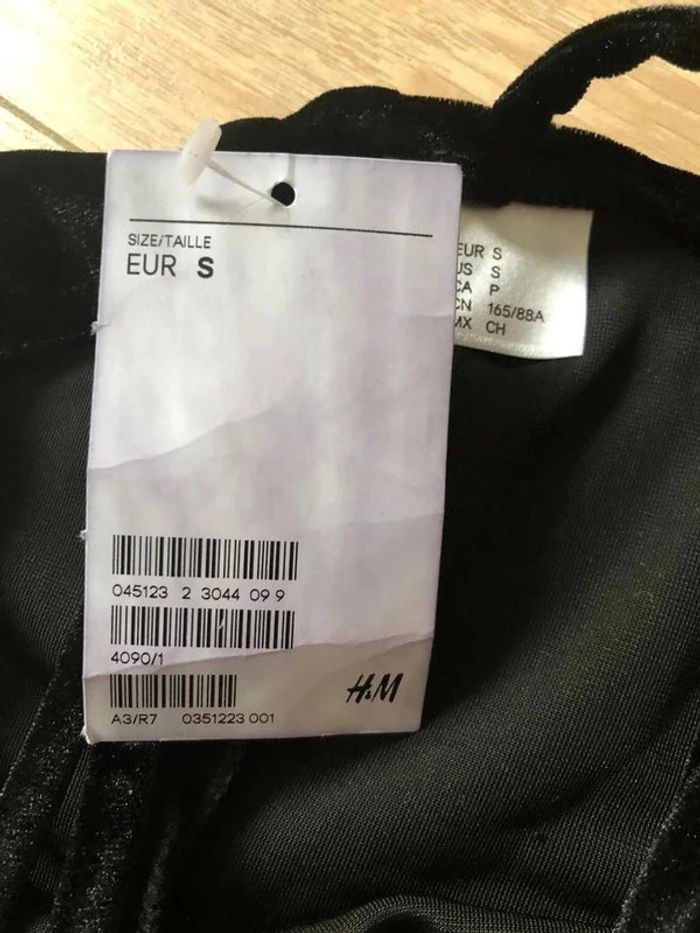 SIZE/TAILLE
EUR S
045123 2 3044 09 9
4090/1
A3/R7 0351223 001
H&M
EUR S
US S
CA P
CN 165/88A
MX CH